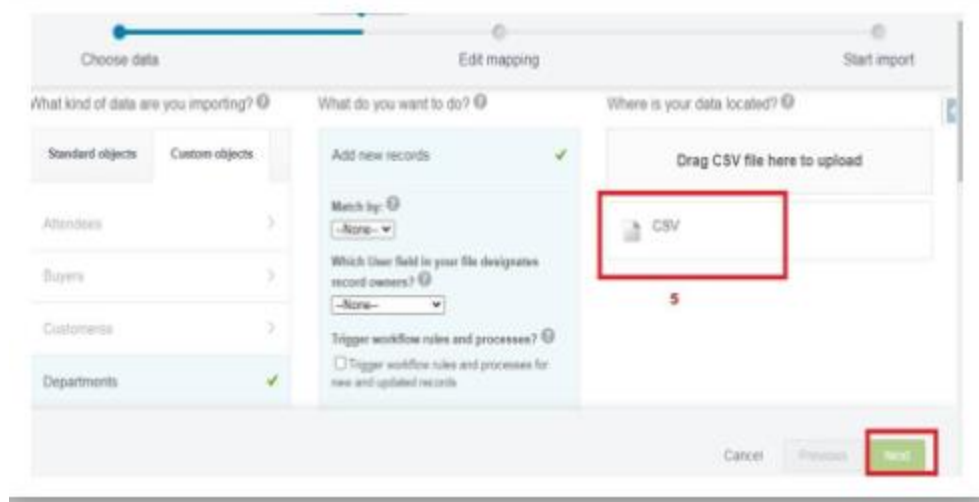 Choose data
Edit mapping
Start import
What kind of data are you importing? ?
What do you want to do? ?
Where is your data located? ?
Standard objects
Custom objects
Attendees
Buyers
Customerss
Departments
Add new records
Match by: ?
--None--
Which User field in your file designates
record owners? ?
--None--
Trigger workflow rules and processes? ?
Trigger workflow rules and processes for
new and updated records
Drag CSV file here to upload
CSV
5
Cancel
Previous
Next